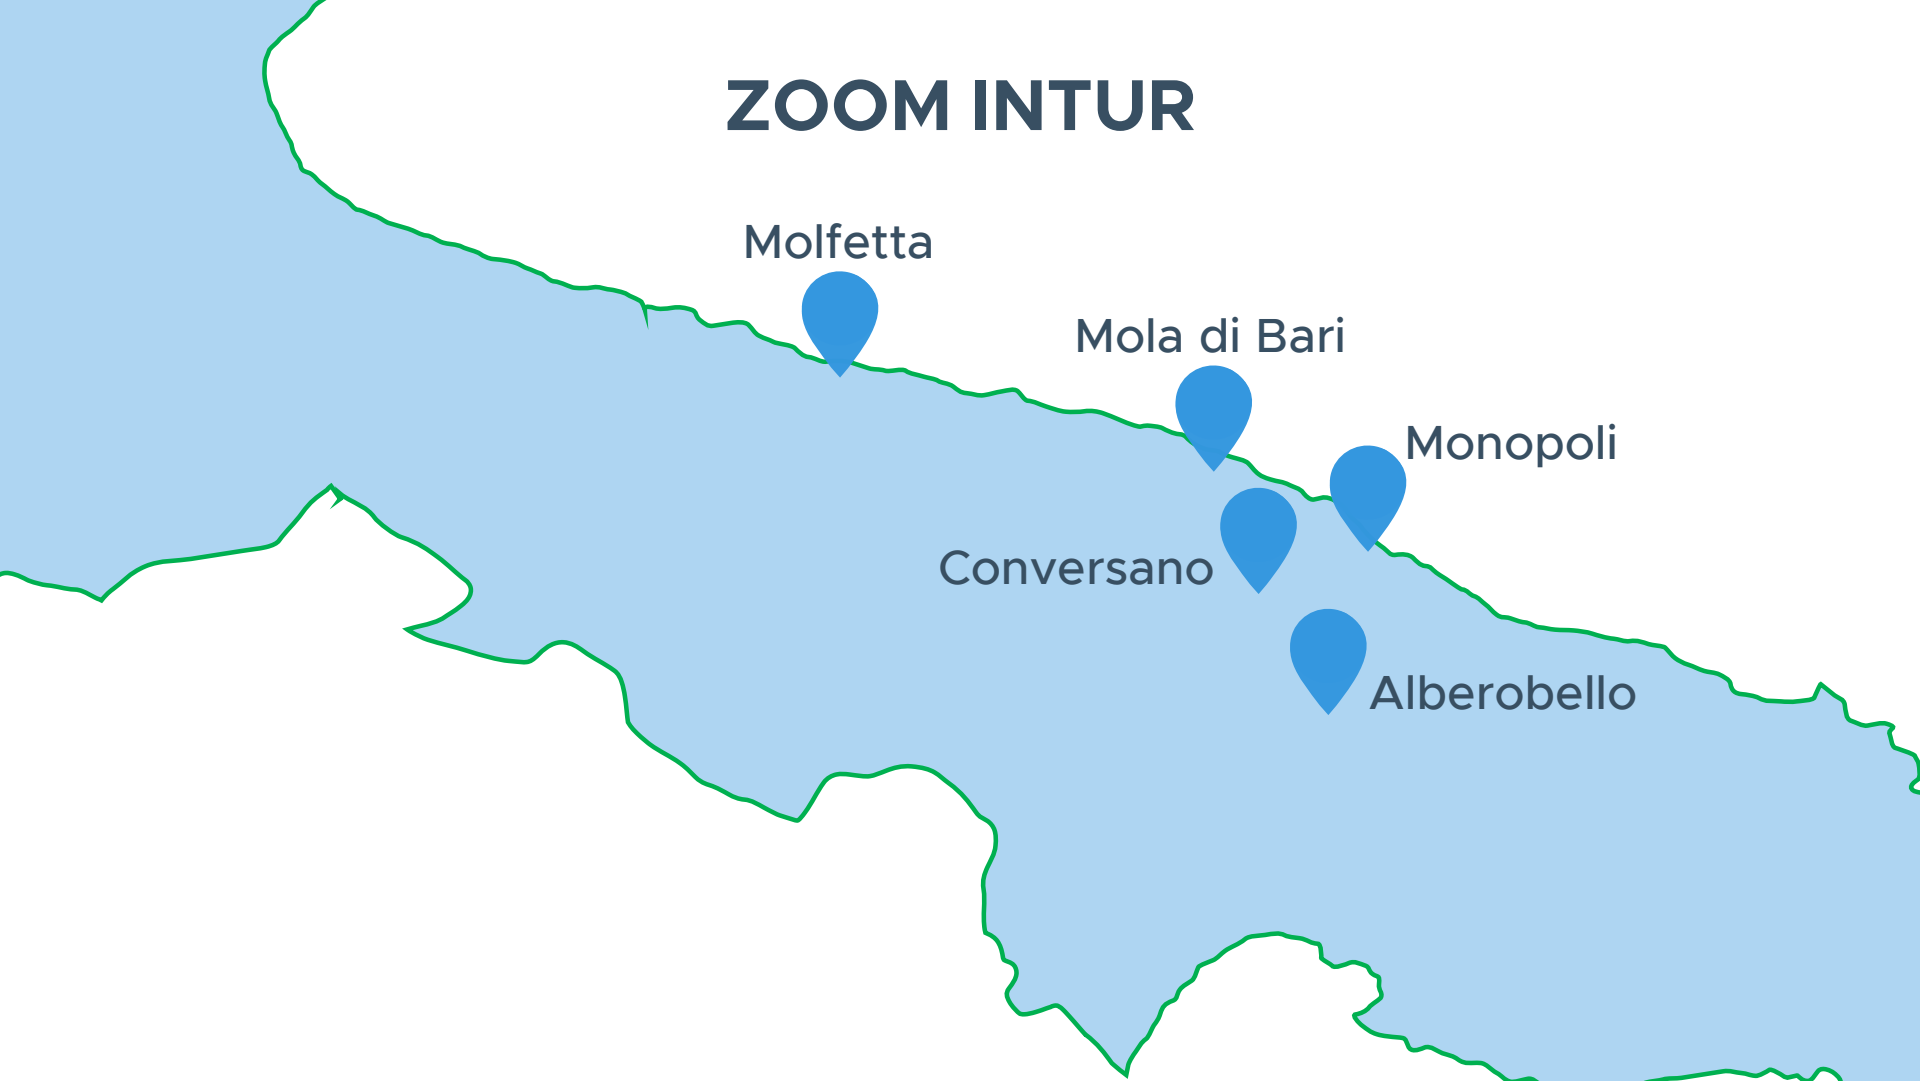 ZOOM INTUR
Molfetta
Mola di Bari
Monopoli
Conversano
Alberobello